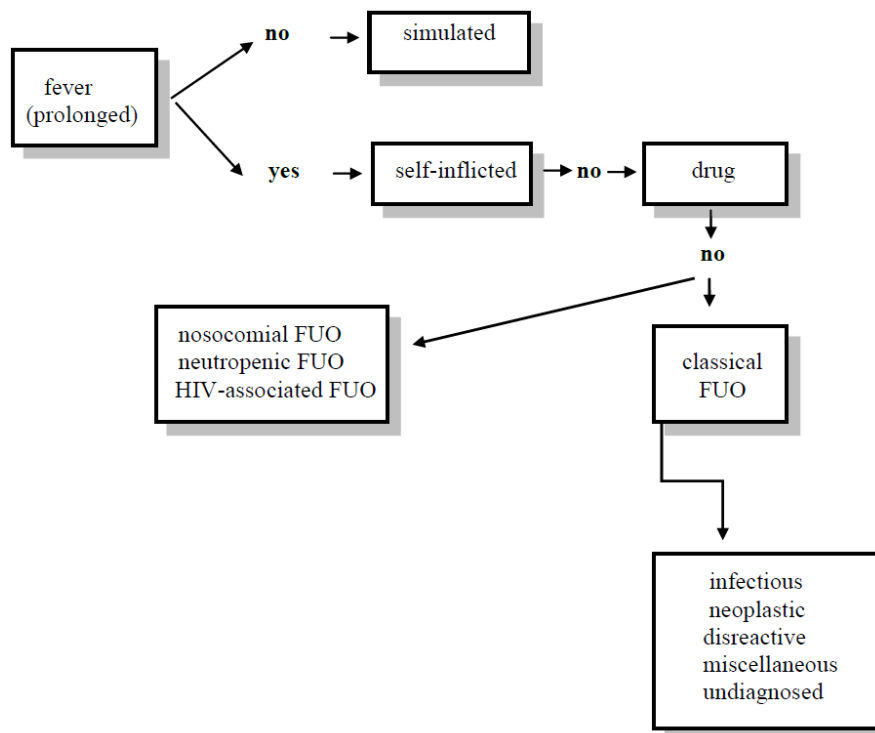 no
simulated
fever
(prolonged)
yes
self-inflicted
no
drug
no
nosocomial FUO
neutropenic FUO
HIV-associated FUO
classical
FUO
infectious
neoplastic
disreactive
miscellaneous
undiagnosed